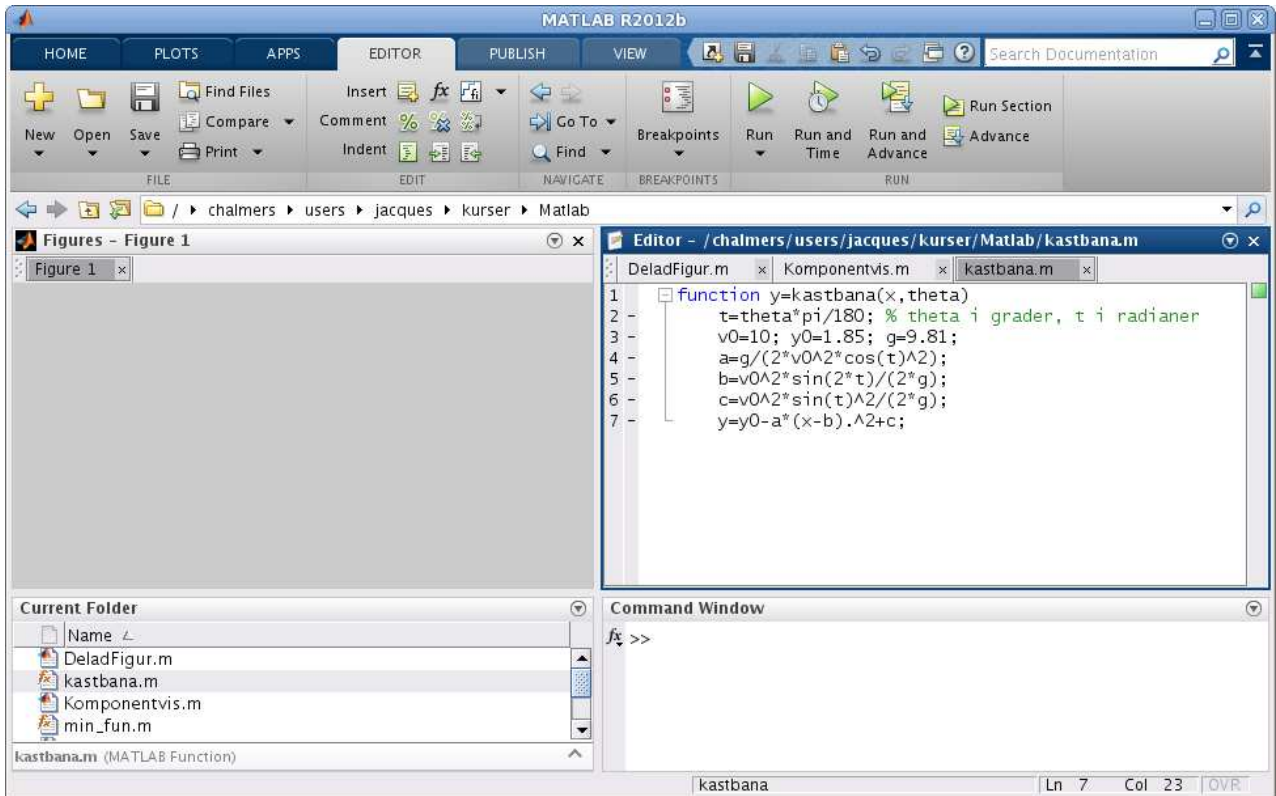 MATLAB R2012b
HOME PLOTS APPS EDITOR PUBLISH VIEW Search Documentation
Find Files Insert fx
New Open Save Compare Comment Go To Breakpoints Run Run and Time Run and Advance Run Section
Print Indent Find Advance
FILE EDIT NAVIGATE BREAKPOINTS RUN
/ chalmers users jacques kurser Matlab
Figures - Figure 1
Figure 1
Editor - /chalmers/users/jacques/kurser/Matlab/kastbana.m
DeladFigur.m Komponentvis.m kastbana.m
1 function y=kastbana(x,theta)
2 - t=theta*pi/180; % theta i grader, t i radianer
3 - v0=10; y0=1.85; g=9.81;
4 - a=g/(2*v0^2*cos(t)^2);
5 - b=v0^2*sin(2*t)/(2*g);
6 - c=v0^2*sin(t)^2/(2*g);
7 - y=y0-a*(x-b).^2+c;
Current Folder
Name
DeladFigur.m
kastbana.m
Komponentvis.m
min_fun.m
kastbana.m (MATLAB Function)
Command Window
fx >>
kastbana Ln 7 Col 23 OVR